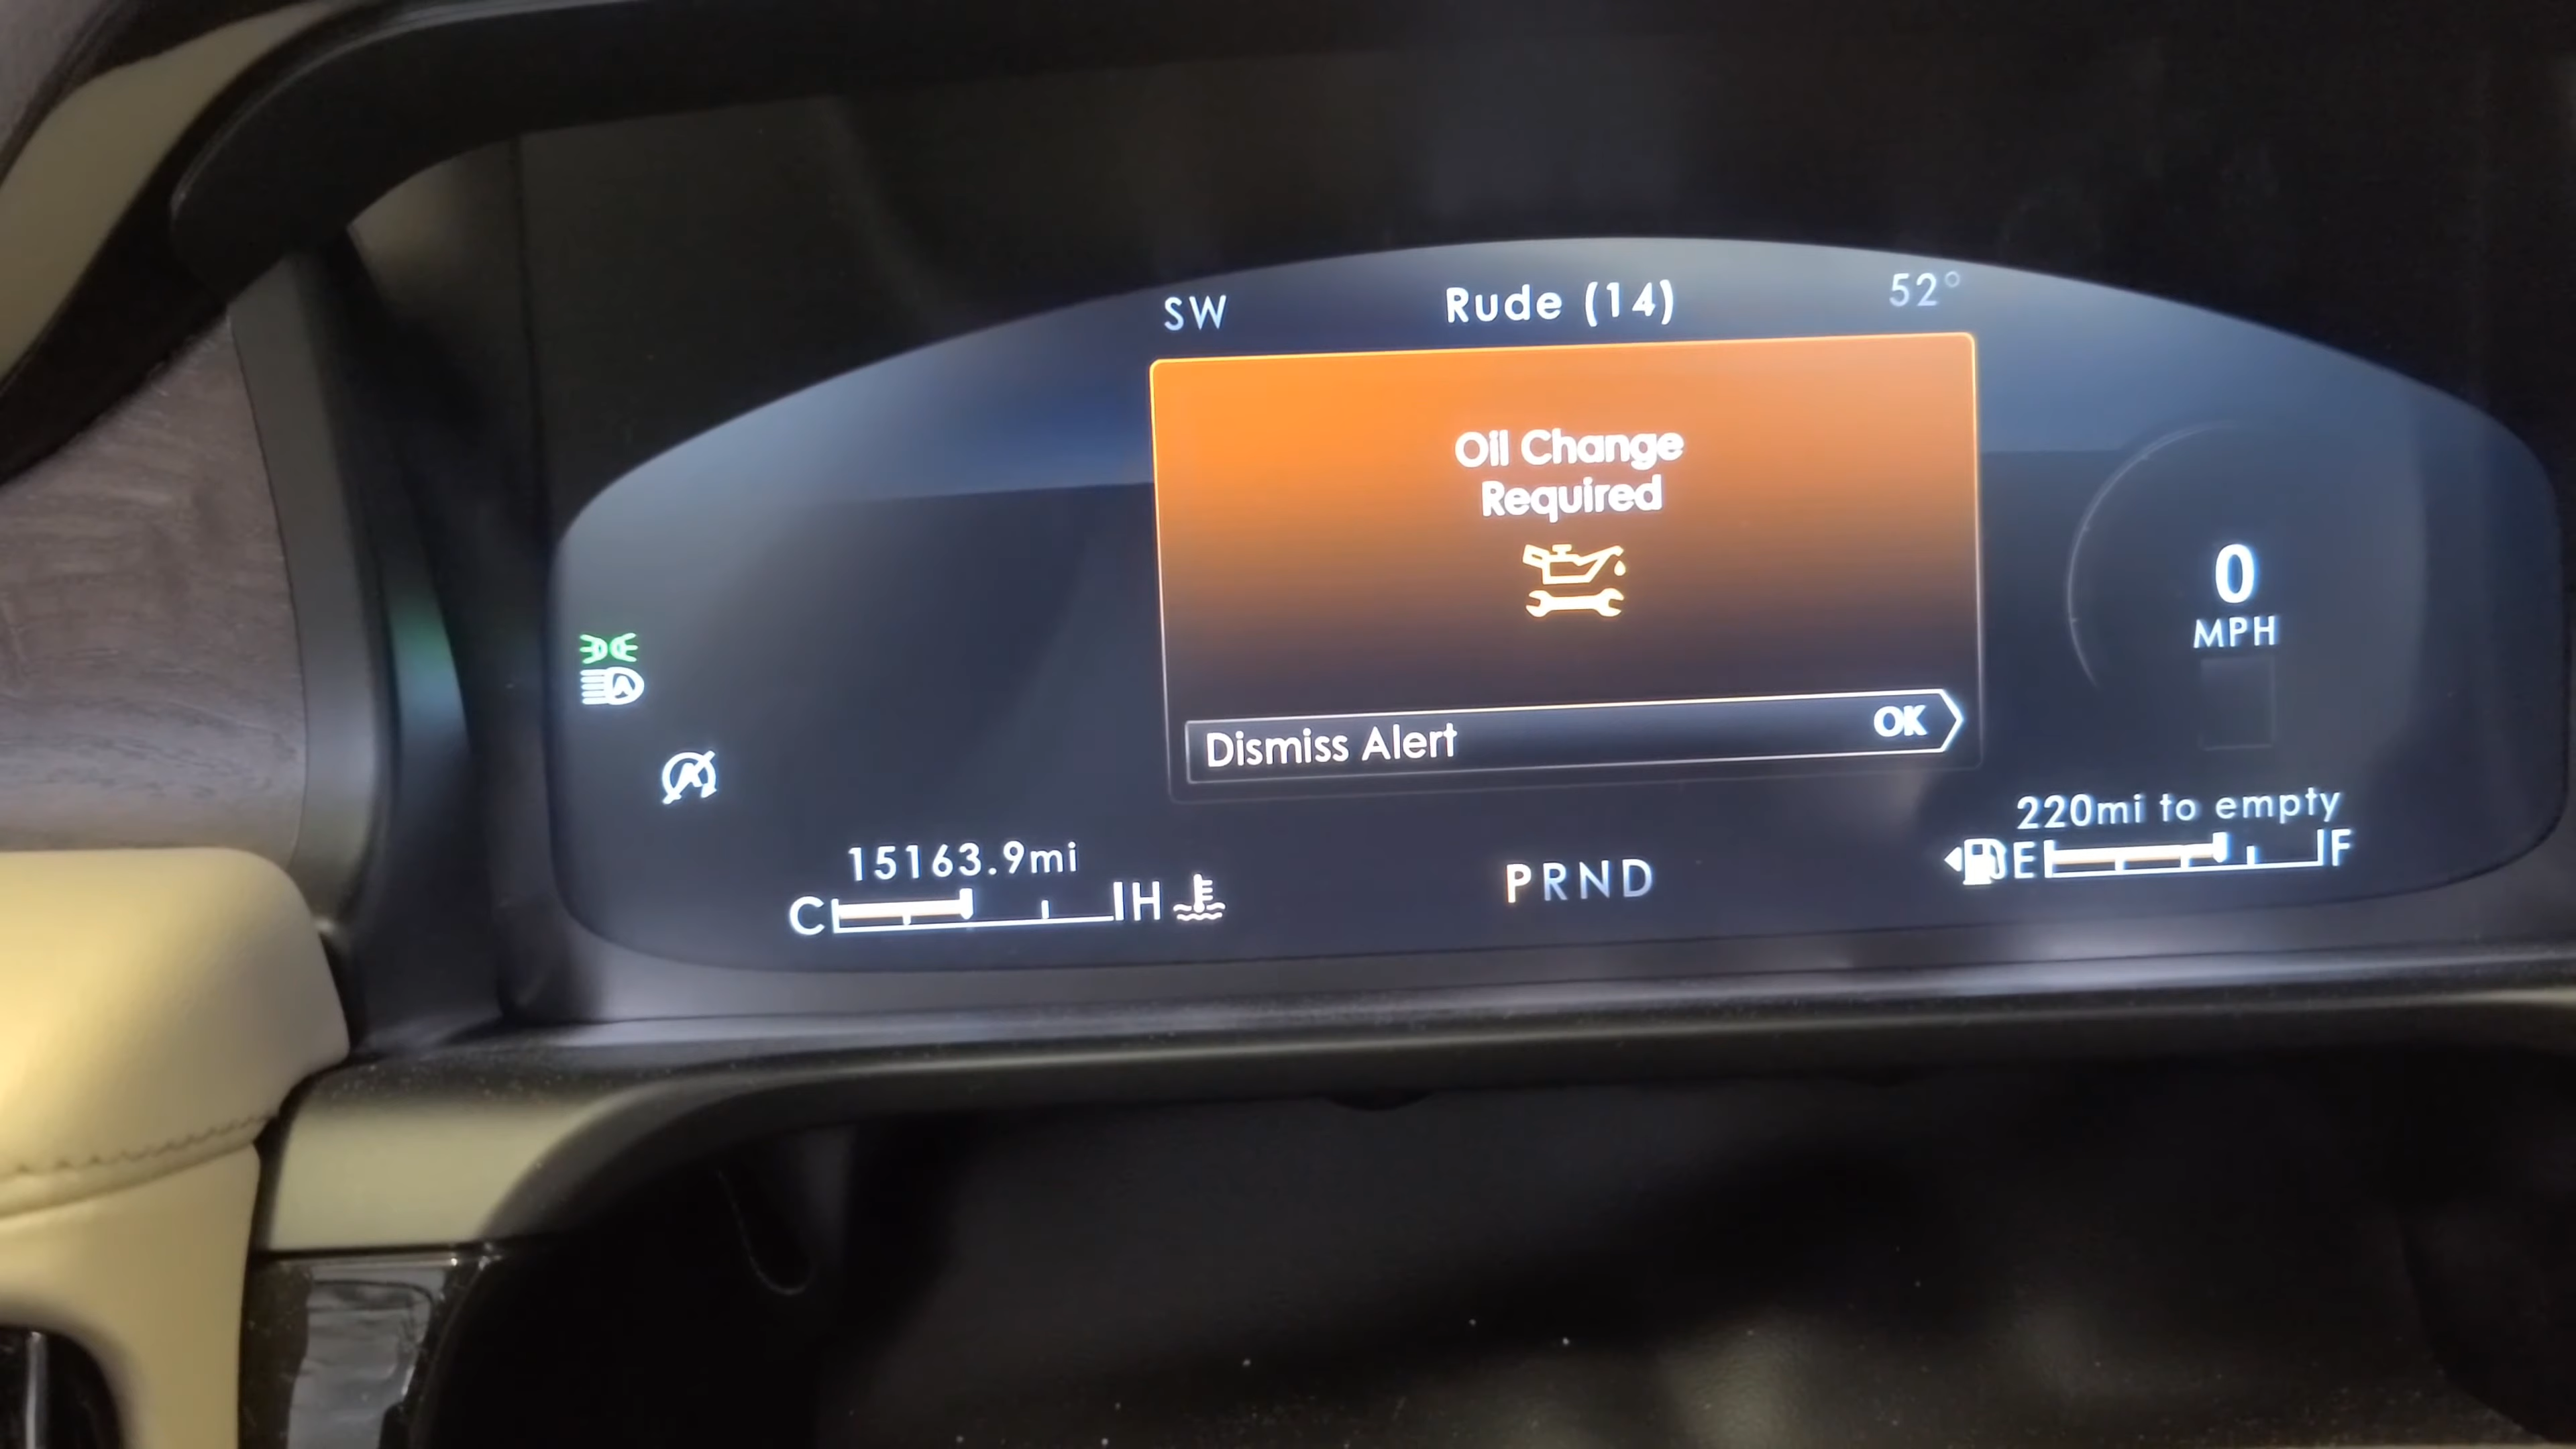 SW
Rude (14)
52°
Oil Change
Required
Dismiss Alert
OK
0
MPH
220mi to empty
E
F
15163.9mi
C
H
PRND